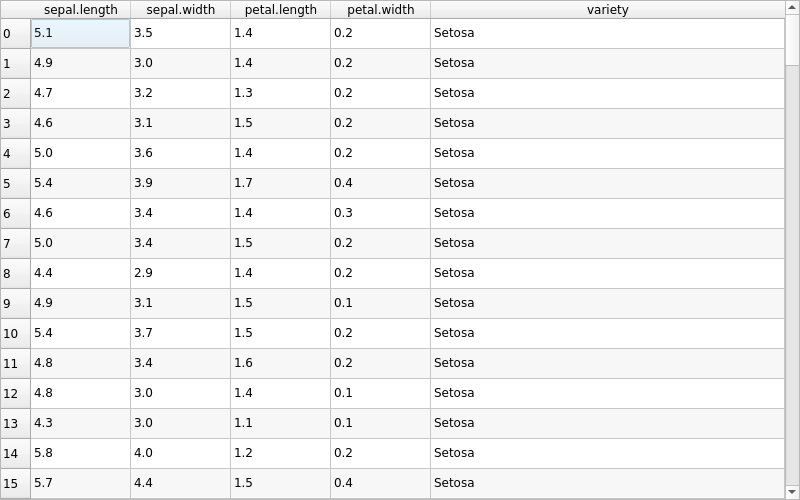 sepal.length sepal.width petal.length petal.width variety
0 5.1 3.5 1.4 0.2 Setosa
1 4.9 3.0 1.4 0.2 Setosa
2 4.7 3.2 1.3 0.2 Setosa
3 4.6 3.1 1.5 0.2 Setosa
4 5.0 3.6 1.4 0.2 Setosa
5 5.4 3.9 1.7 0.4 Setosa
6 4.6 3.4 1.4 0.3 Setosa
7 5.0 3.4 1.5 0.2 Setosa
8 4.4 2.9 1.4 0.2 Setosa
9 4.9 3.1 1.5 0.1 Setosa
10 5.4 3.7 1.5 0.2 Setosa
11 4.8 3.4 1.6 0.2 Setosa
12 4.8 3.0 1.4 0.1 Setosa
13 4.3 3.0 1.1 0.1 Setosa
14 5.8 4.0 1.2 0.2 Setosa
15 5.7 4.4 1.5 0.4 Setosa